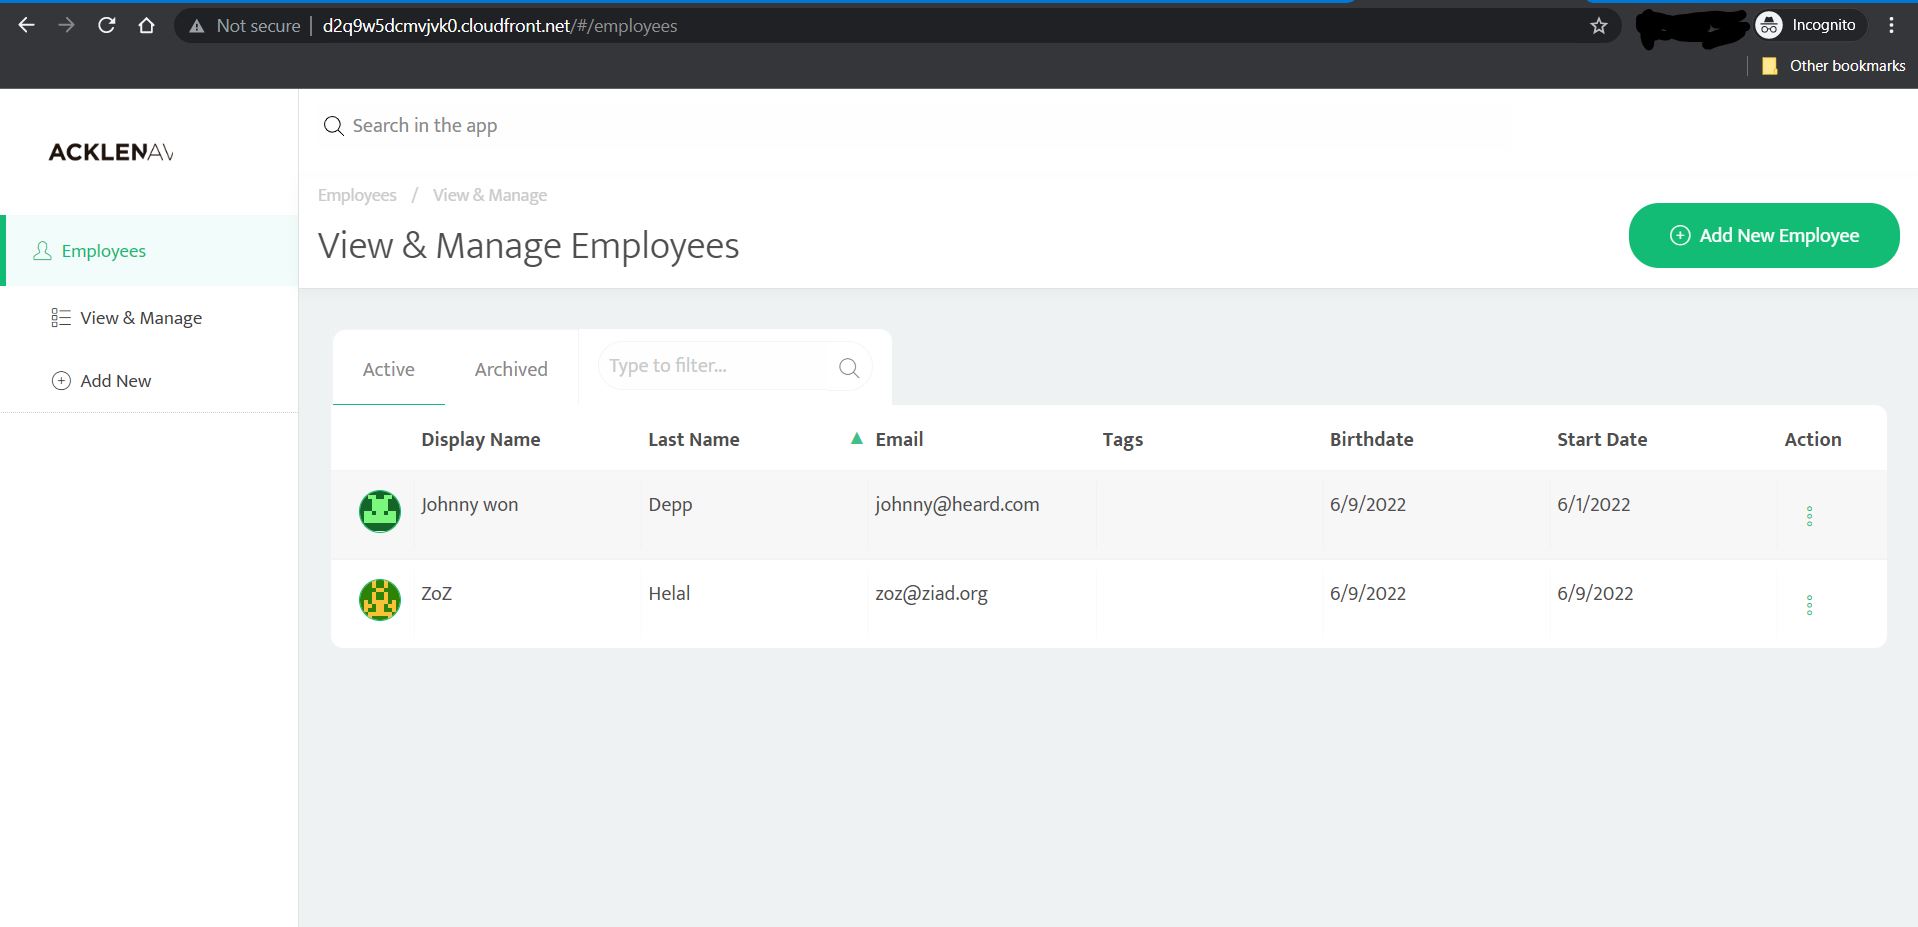 Not secure | d2q9w5dcmvjvk0.cloudfront.net/#/employees
Incognito
Other bookmarks
ACKLENAV
Search in the app
Employees / View & Manage
View & Manage Employees
Add New Employee
Employees
View & Manage
Add New
Active Archived Type to filter...
Display Name Last Name Email Tags Birthdate Start Date Action
Johnny won Depp johnny@heard.com 6/9/2022 6/1/2022
ZoZ Helal zoz@ziad.org 6/9/2022 6/9/2022